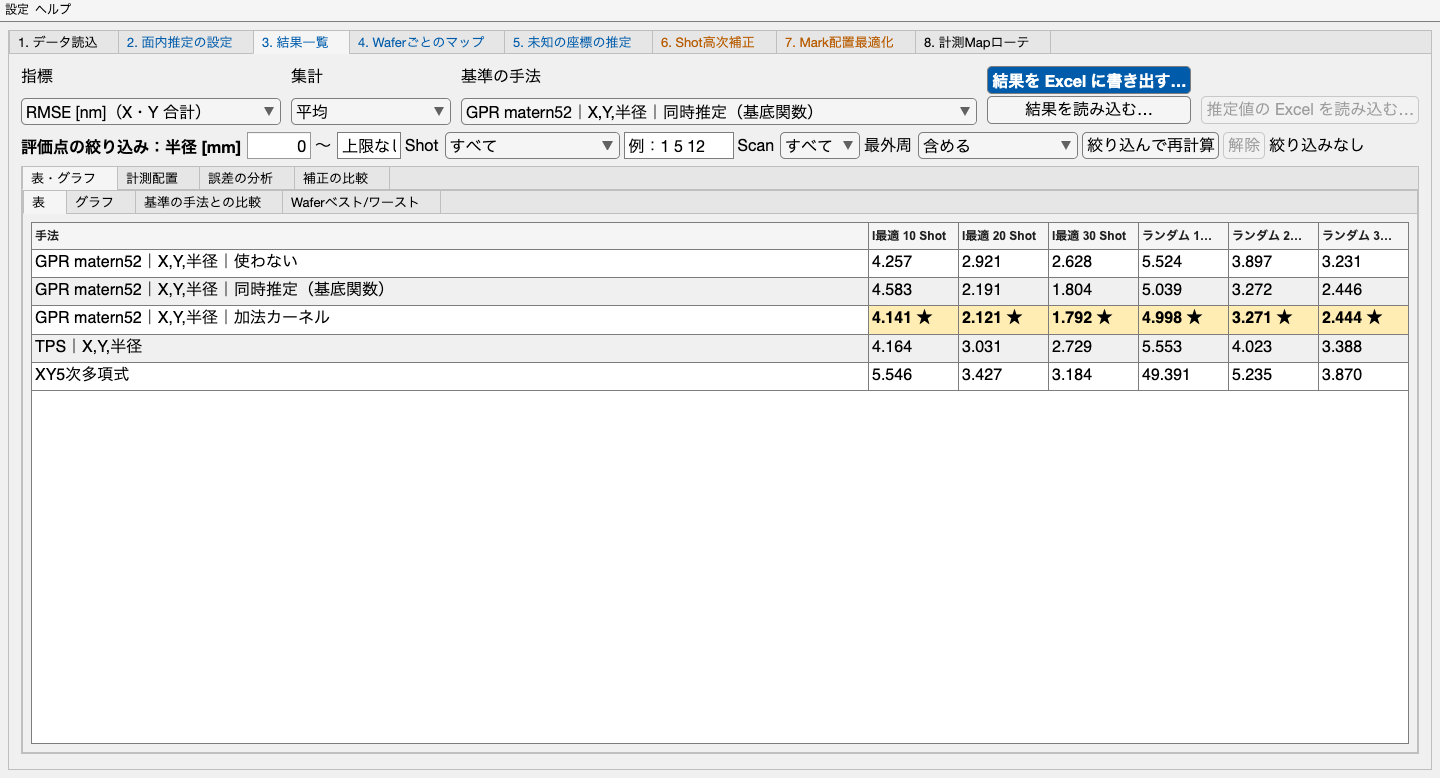 設定 ヘルプ
1. データ読込 2. 面内推定の設定 3. 結果一覧 4. Waferごとのマップ 5. 未知の座標の推定 6. Shot高次補正 7. Mark配置最適化 8. 計測Mapローテ
指標 集計 基準の手法 結果を Excel に書き出す...
RMSE [nm]（X・Y 合計） 平均 GPR matern52｜X,Y,半径｜同時推定（基底関数） 結果を読み込む... 推定値の Excel を読み込む...
評価点の絞り込み：半径 [mm] 0 〜 上限なし Shot すべて 例：1 5 12 Scan すべて 最外周 含める 絞り込んで再計算 解除 絞り込みなし
表・グラフ 計測配置 誤差の分析 補正の比較
表 グラフ 基準の手法との比較 Waferベスト/ワースト
手法 I最適 10 Shot I最適 20 Shot I最適 30 Shot ランダム 1... ランダム 2... ランダム 3...
GPR matern52｜X,Y,半径｜使わない 4.257 2.921 2.628 5.524 3.897 3.231
GPR matern52｜X,Y,半径｜同時推定（基底関数） 4.583 2.191 1.804 5.039 3.272 2.446
GPR matern52｜X,Y,半径｜加法カーネル 4.141 ★ 2.121 ★ 1.792 ★ 4.998 ★ 3.271 ★ 2.444 ★
TPS｜X,Y,半径 4.164 3.031 2.729 5.553 4.023 3.388
XY5次多項式 5.546 3.427 3.184 49.391 5.235 3.870